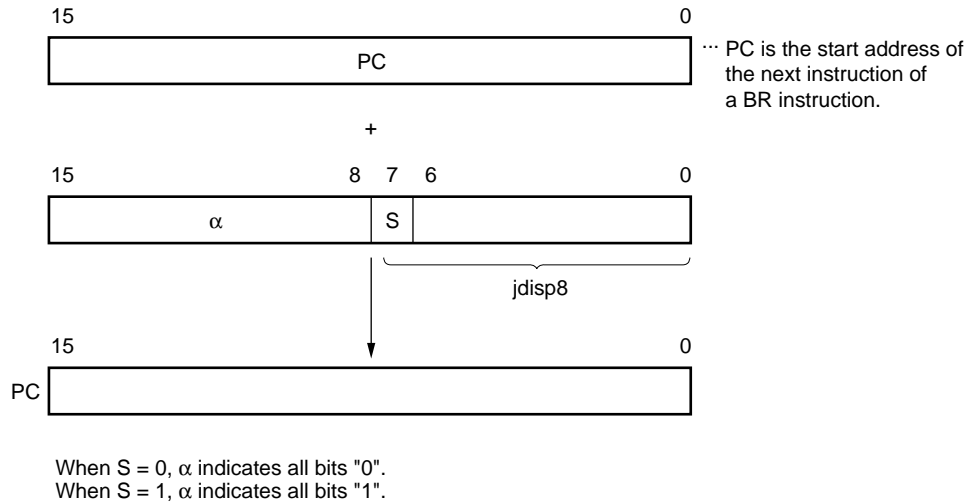 15 0
PC
... PC is the start address of
the next instruction of
a BR instruction.
+
15 8 7 6 0
α S
jdisp8
15 0
PC
When S = 0, α indicates all bits "0".
When S = 1, α indicates all bits "1".